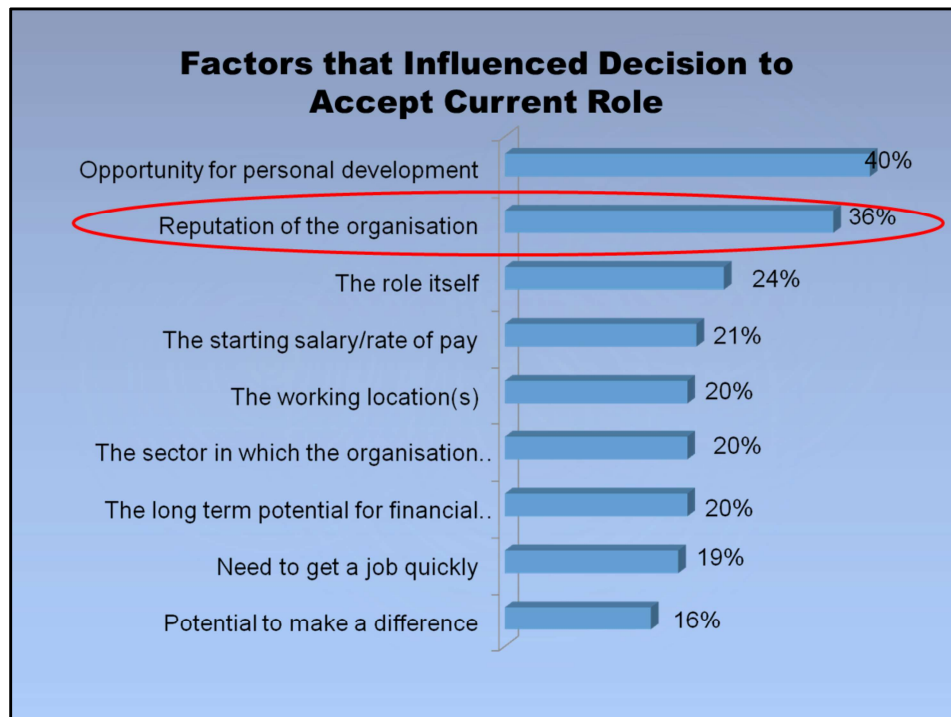 Factors that Influenced Decision to
Accept Current Role
Opportunity for personal development 40%
Reputation of the organisation 36%
The role itself 24%
The starting salary/rate of pay 21%
The working location(s) 20%
The sector in which the organisation.. 20%
The long term potential for financial.. 20%
Need to get a job quickly 19%
Potential to make a difference 16%